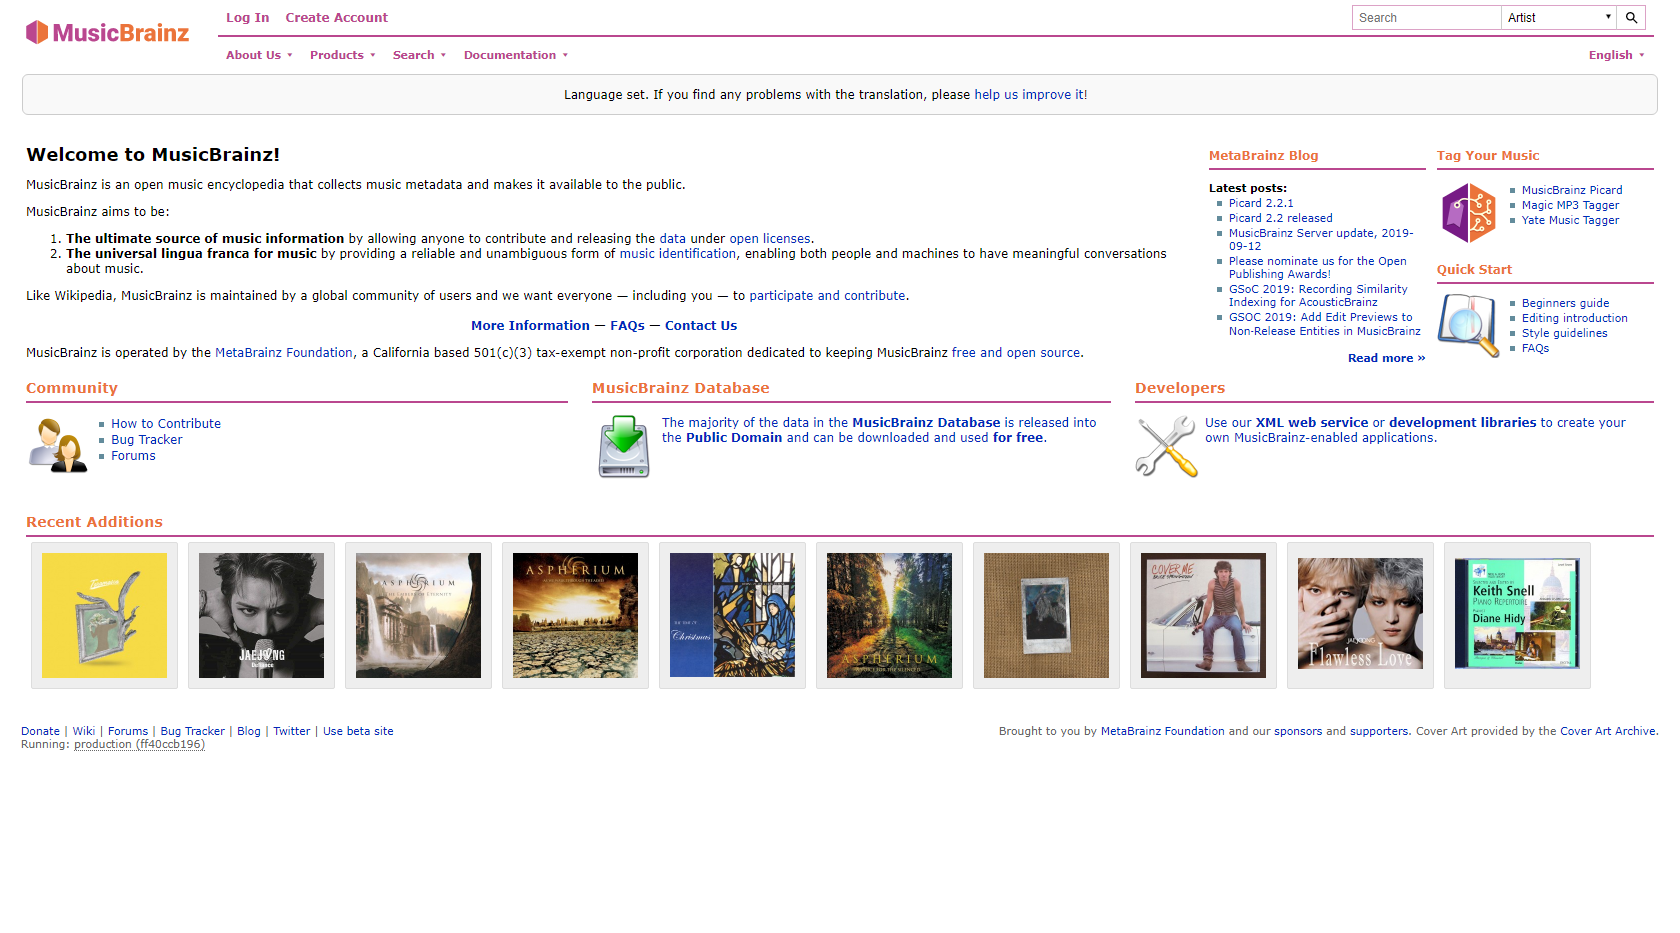 MusicBrainz
Log In Create Account
Search Artist
About Us Products Search Documentation English
Language set. If you find any problems with the translation, please help us improve it!
Welcome to MusicBrainz!
MusicBrainz is an open music encyclopedia that collects music metadata and makes it available to the public.
MusicBrainz aims to be:
1. The ultimate source of music information by allowing anyone to contribute and releasing the data under open licenses.
2. The universal lingua franca for music by providing a reliable and unambiguous form of music identification, enabling both people and machines to have meaningful conversations
about music.
Like Wikipedia, MusicBrainz is maintained by a global community of users and we want everyone — including you — to participate and contribute.
More Information — FAQs — Contact Us
MusicBrainz is operated by the MetaBrainz Foundation, a California based 501(c)(3) tax-exempt non-profit corporation dedicated to keeping MusicBrainz free and open source.
MetaBrainz Blog
Latest posts:
Picard 2.2.1
Picard 2.2 released
MusicBrainz Server update, 2019-
09-12
Please nominate us for the Open
Publishing Awards!
GSoC 2019: Recording Similarity
Indexing for AcousticBrainz
GSOC 2019: Add Edit Previews to
Non-Release Entities in MusicBrainz
Read more »
Tag Your Music
MusicBrainz Picard
Magic MP3 Tagger
Yate Music Tagger
Quick Start
Beginners guide
Editing introduction
Style guidelines
FAQs
Community
How to Contribute
Bug Tracker
Forums
MusicBrainz Database
The majority of the data in the MusicBrainz Database is released into
the Public Domain and can be downloaded and used for free.
Developers
Use our XML web service or development libraries to create your
own MusicBrainz-enabled applications.
Recent Additions
JAEJOONG
Defiance
ASPHERIUM
ASPHERIUM
Christmas
ASPHERIUM
COVER ME
BRUCE SPRINGSTEEN
JAEJOONG
Flawless Love
Keith Snell
PIANO REPERTOIRE
Diane Hidy
Donate | Wiki | Forums | Bug Tracker | Blog | Twitter | Use beta site
Running: production (ff40ccb196)
Brought to you by MetaBrainz Foundation and our sponsors and supporters. Cover Art provided by the Cover Art Archive.